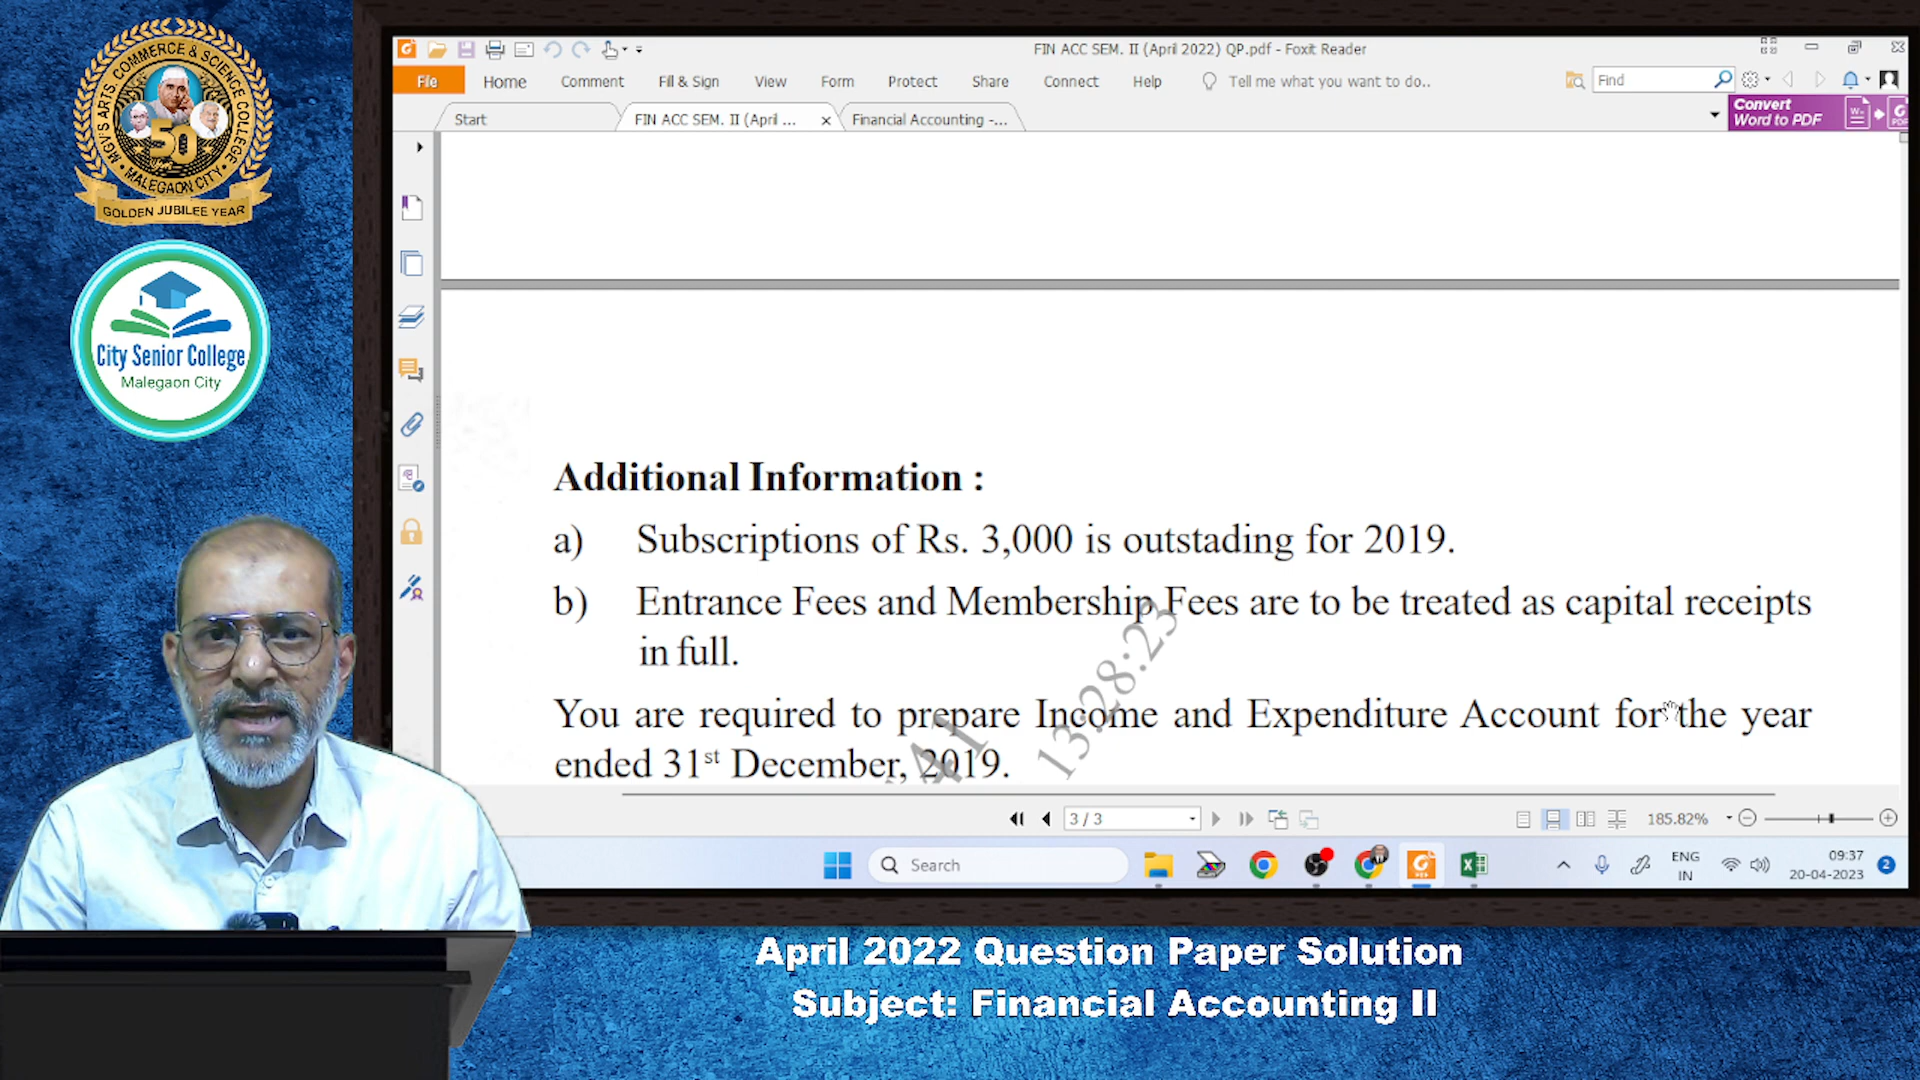 MGV'S ARTS COMMERCE & SCIENCE COLLEGE
50
Years
• MALEGAON CITY •
GOLDEN JUBILEE YEAR
City Senior College
Malegaon City
FIN ACC SEM. II (April 2022) QP.pdf - Foxit Reader
File Home Comment Fill & Sign View Form Protect Share Connect Help Tell me what you want to do.. Find
Start FIN ACC SEM. II (April ... x Financial Accounting -...
Convert
Word to PDF
Additional Information :
a) Subscriptions of Rs. 3,000 is outstading for 2019.
b) Entrance Fees and Membership Fees are to be treated as capital receipts
in full.
You are required to prepare Income and Expenditure Account for the year
ended 31st December, 2019.
13:28:23
41
3 / 3 185.82%
Search
ENG
IN
09:37
20-04-2023
2
April 2022 Question Paper Solution
Subject: Financial Accounting II